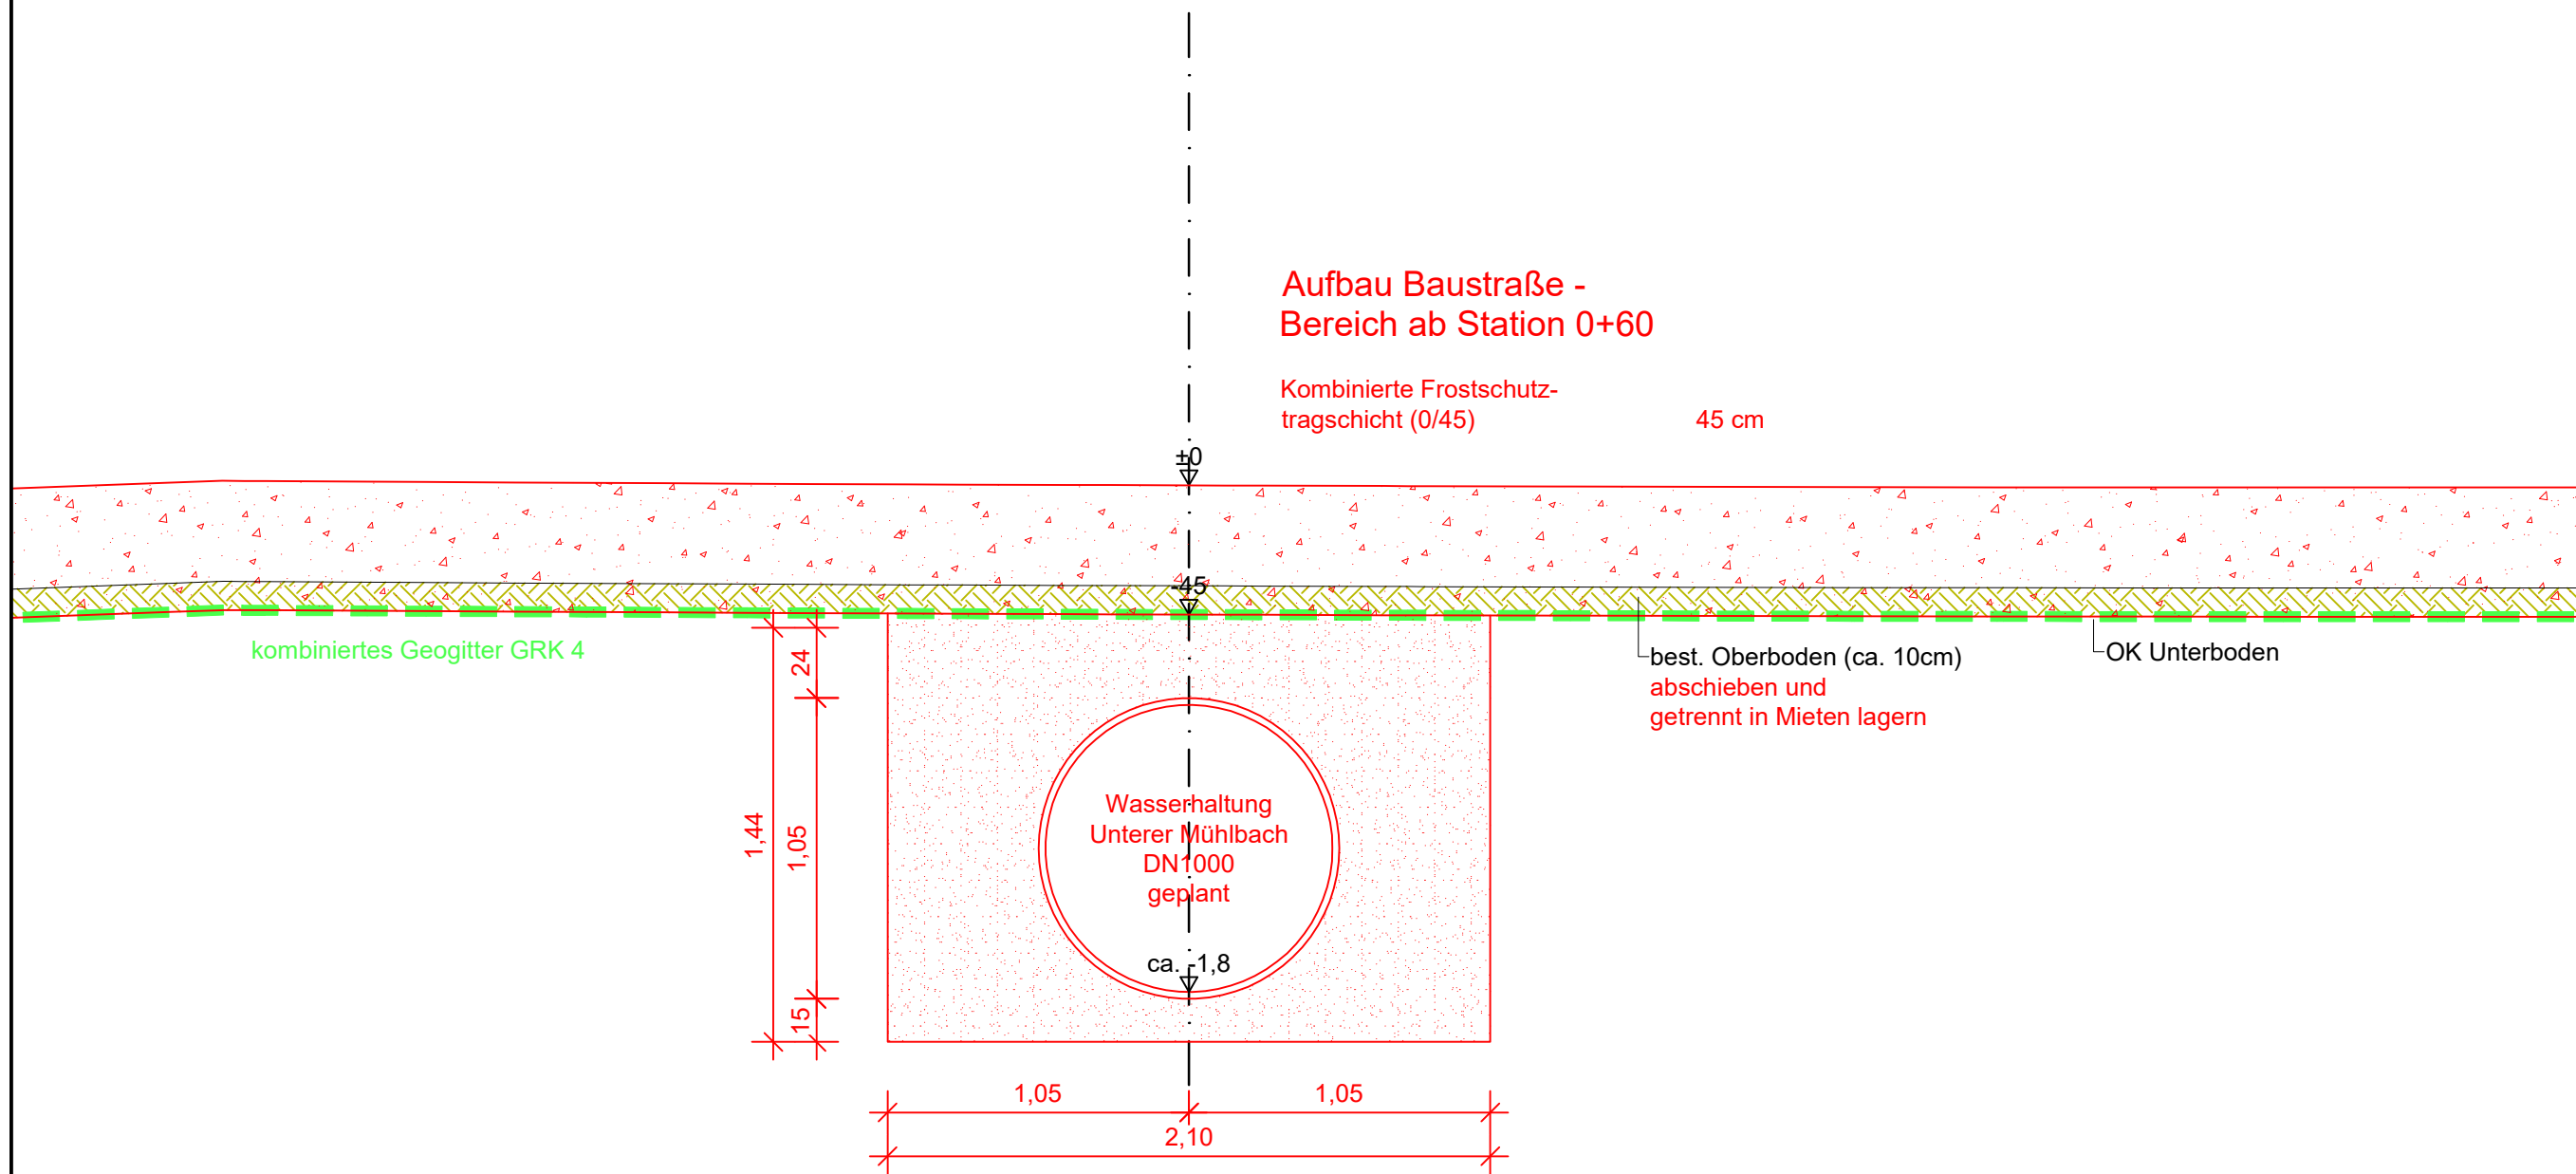 Aufbau Baustraße -
Bereich ab Station 0+60
Kombinierte Frostschutz-
tragschicht (0/45) 45 cm
±0
-45
kombiniertes Geogitter GRK 4
best. Oberboden (ca. 10cm)
abschieben und
getrennt in Mieten lagern
OK Unterboden
24
1,44
1,05
15
Wasserhaltung
Unterer Mühlbach
DN1000
geplant
ca. -1,8
1,05
1,05
2,10